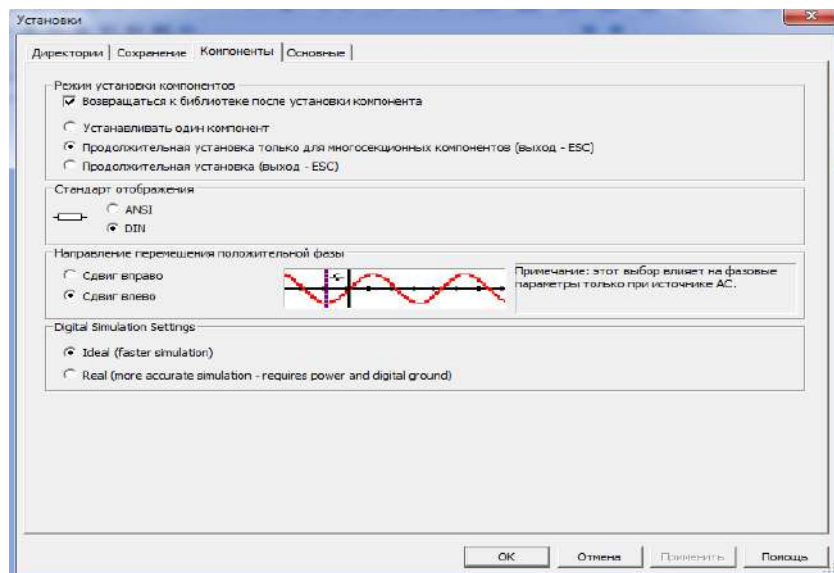 Установки
Директории
Сохранение
Компоненты
Основные
Режим установки компонентов
Возвращаться к библиотеке после установки компонента
Устанавливать один компонент
Продолжительная установка только для многосекционных компонентов (выход - ESC)
Продолжительная установка (выход - ESC)
Стандарт отображения
ANSI
DIN
Направление перемещения положительной фазы
Сдвиг вправо
Сдвиг влево
Примечание: этот выбор влияет на фазовые
параметры только при источнике AC.
Digital Simulation Settings
Ideal (faster simulation)
Real (more accurate simulation - requires power and digital ground)
OK
Отмена
Применить
Помощь